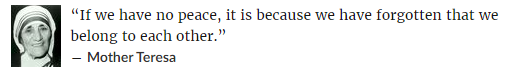 “If we have no peace, it is because we have forgotten that we
belong to each other.”
— Mother Teresa